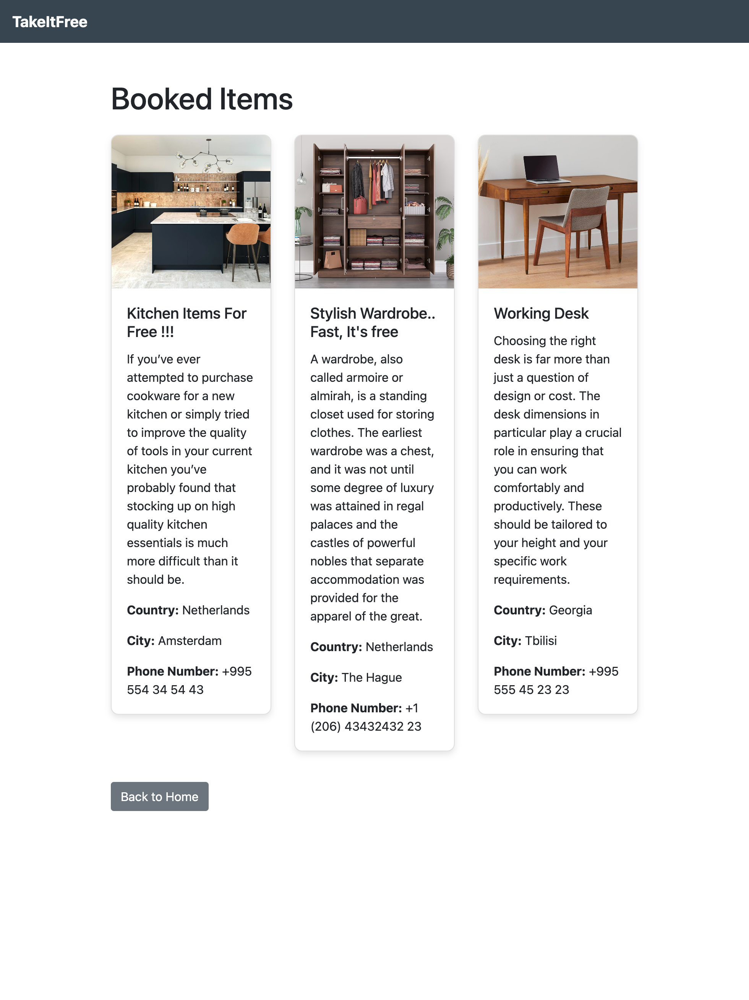 TakeItFree
Booked Items
Kitchen Items For
Free !!!
If you’ve ever
attempted to purchase
cookware for a new
kitchen or simply tried
to improve the quality
of tools in your current
kitchen you’ve
probably found that
stocking up on high
quality kitchen
essentials is much
more difficult than it
should be.
Country: Netherlands
City: Amsterdam
Phone Number: +995
554 34 54 43
Stylish Wardrobe..
Fast, It's free
A wardrobe, also
called armoire or
almirah, is a standing
closet used for storing
clothes. The earliest
wardrobe was a chest,
and it was not until
some degree of luxury
was attained in regal
palaces and the
castles of powerful
nobles that separate
accommodation was
provided for the
apparel of the great.
Country: Netherlands
City: The Hague
Phone Number: +1
(206) 43432432 23
Working Desk
Choosing the right
desk is far more than
just a question of
design or cost. The
desk dimensions in
particular play a crucial
role in ensuring that
you can work
comfortably and
productively. These
should be tailored to
your height and your
specific work
requirements.
Country: Georgia
City: Tbilisi
Phone Number: +995
555 45 23 23
Back to Home